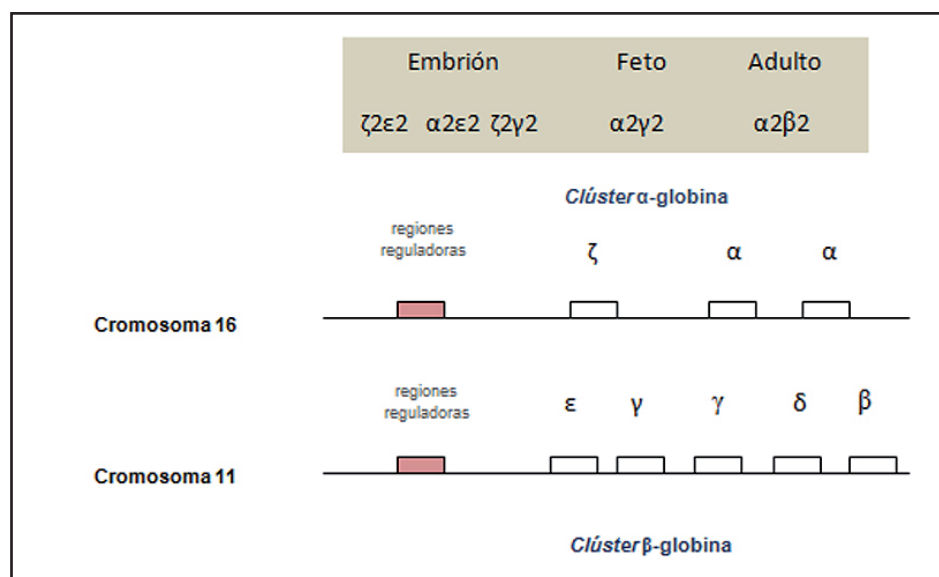 Embrión Feto Adulto
ζ2ε2 α2ε2 ζ2γ2 α2γ2 α2β2
Clúster α-globina
regiones
reguladoras
ζ α α
Cromosoma 16
regiones
reguladoras
ε γ γ δ β
Cromosoma 11
Clúster β-globina